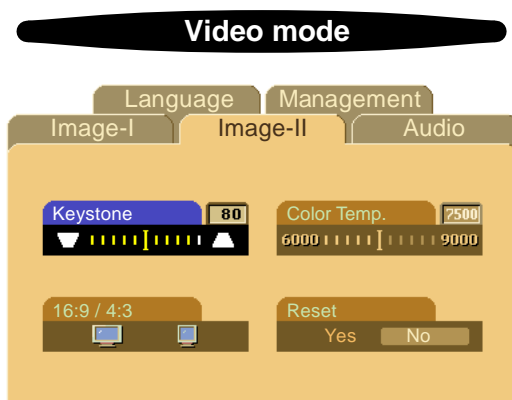 Video mode
Language Management
Image-I Image-II Audio
Keystone 80 Color Temp. 7500
6000 9000
16:9 / 4:3 Reset
Yes No